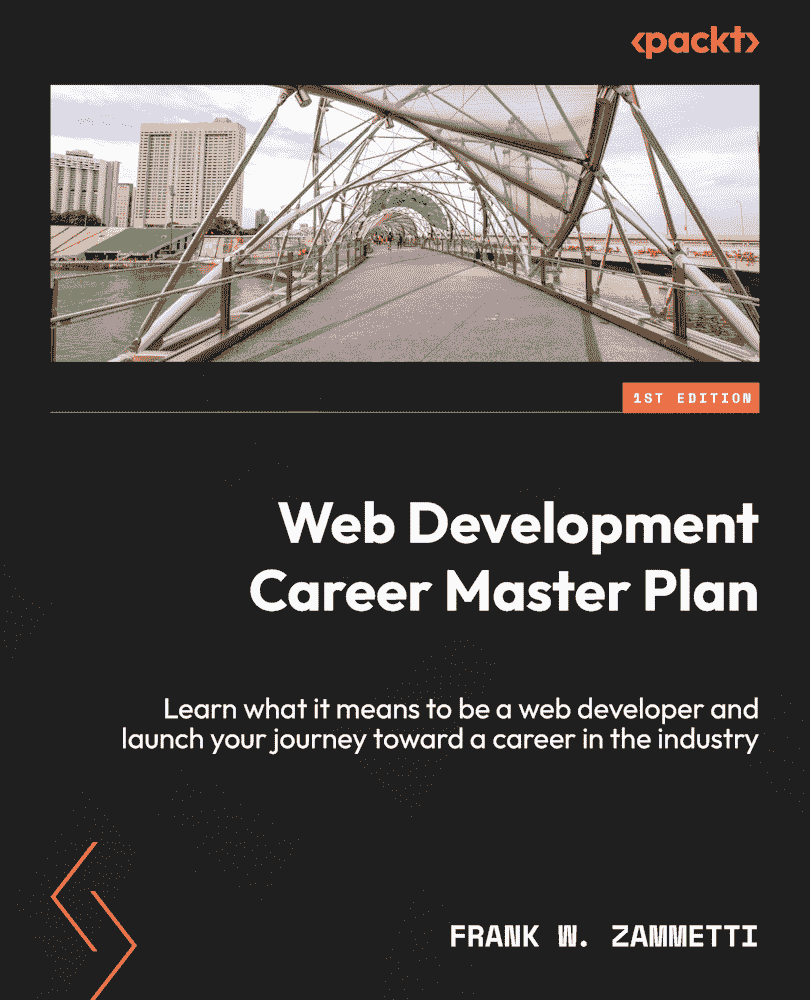 <packt>
1ST EDITION
Web Development
Career Master Plan
Learn what it means to be a web developer and
launch your journey toward a career in the industry
FRANK W. ZAMMETTI